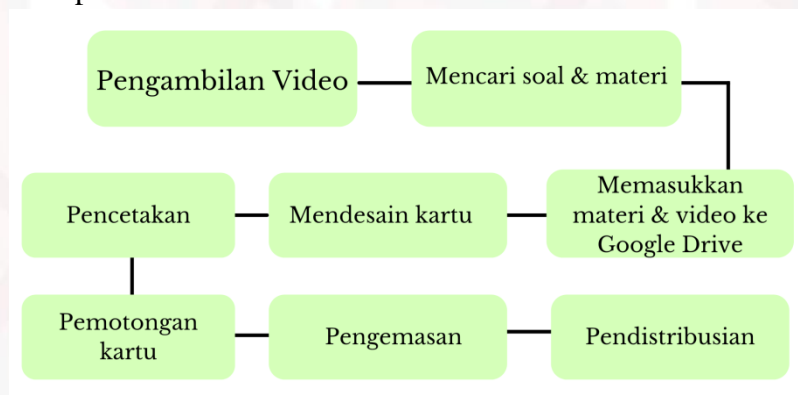 Pengambilan Video
Mencari soal & materi
Memasukkan
materi & video ke
Google Drive
Mendesain kartu
Pencetakan
Pemotongan
kartu
Pengemasan
Pendistribusian